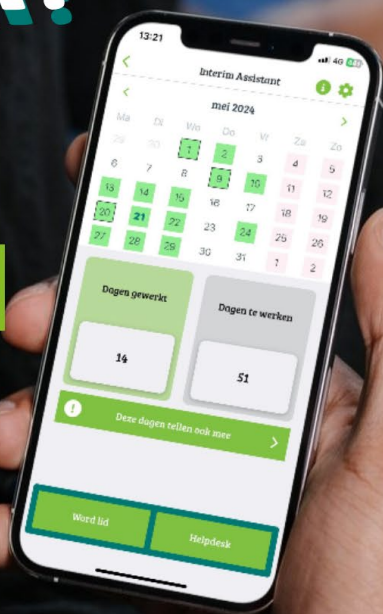 13:21
4G
Interim Assistant
mei 2024
Ma Di Wo Do Vr Za Zo
29 30 1 2 3 4 5
6 7 8 9 10 11 12
13 14 15 16 17 18 19
20 21 22 23 24 25 26
27 28 29 30 31 1 2
Dagen gewerkt
Dagen te werken
14
51
Deze dagen tellen ook mee
Word lid
Helpdesk